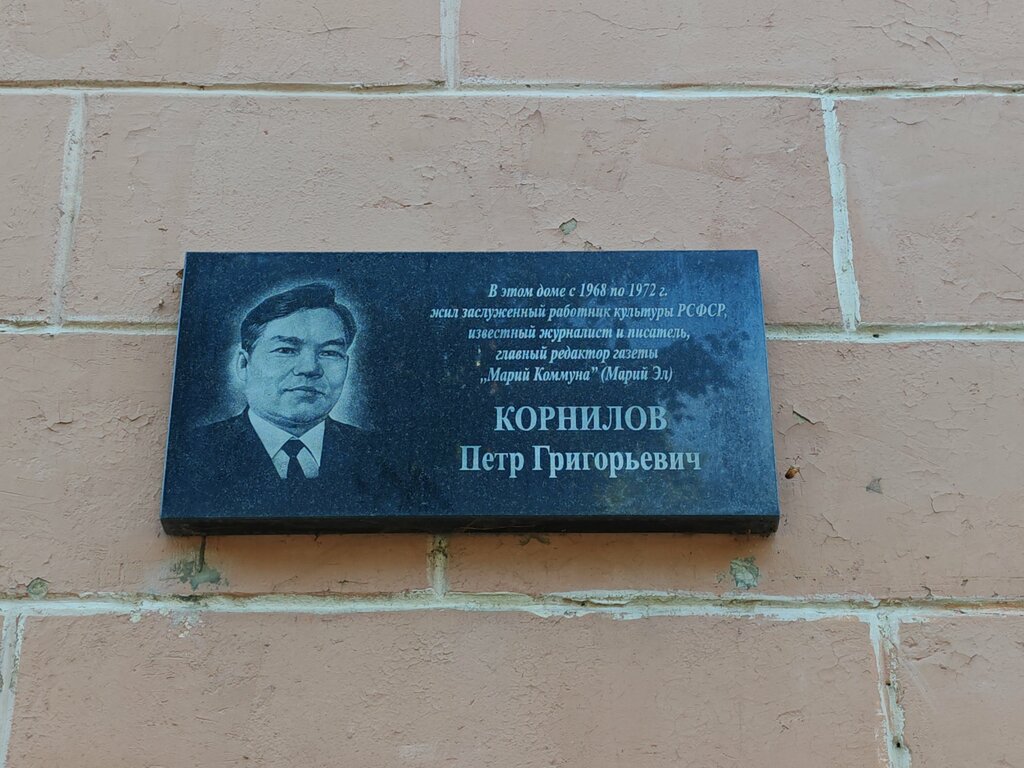 В этом доме с 1968 по 1972 г.
жил заслуженный работник культуры РСФСР,
известный журналист и писатель,
главный редактор газеты
„Марий Коммуна” (Марий Эл)
КОРНИЛОВ
Петр Григорьевич